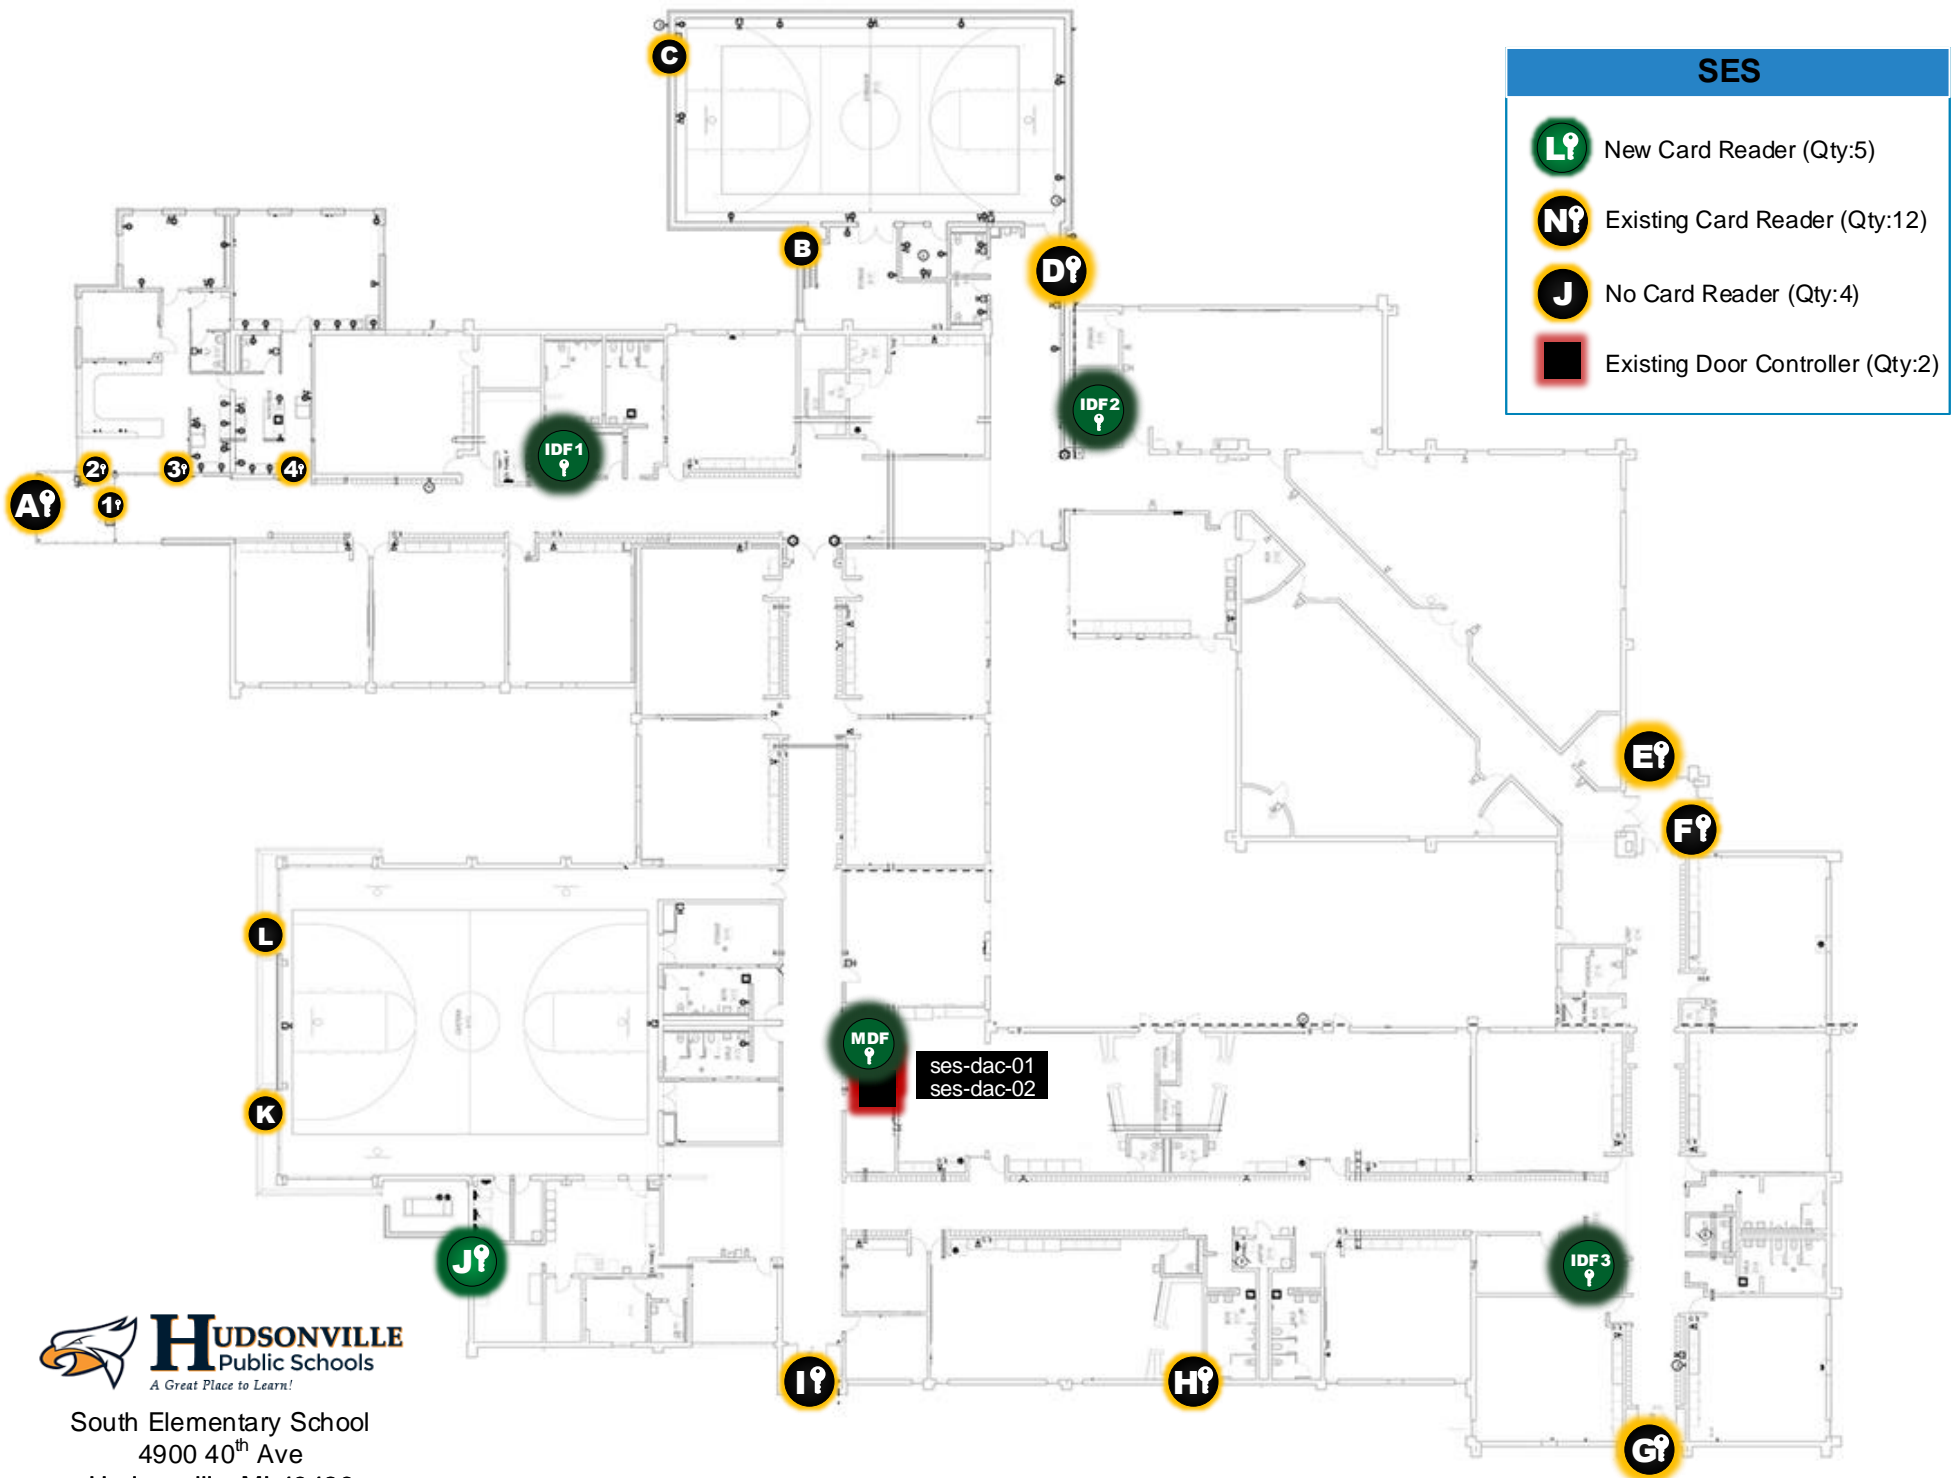 C
SES
L
New Card Reader (Qty:5)
N
Existing Card Reader (Qty:12)
J
No Card Reader (Qty:4)
Existing Door Controller (Qty:2)
B
D
IDF2
IDF1
2
3
4
A
1
E
F
L
MDF
ses-dac-01
ses-dac-02
K
J
IDF3
HUDSONVILLE
Public Schools
A Great Place to Learn!
I
H
G
South Elementary School
4900 40th Ave